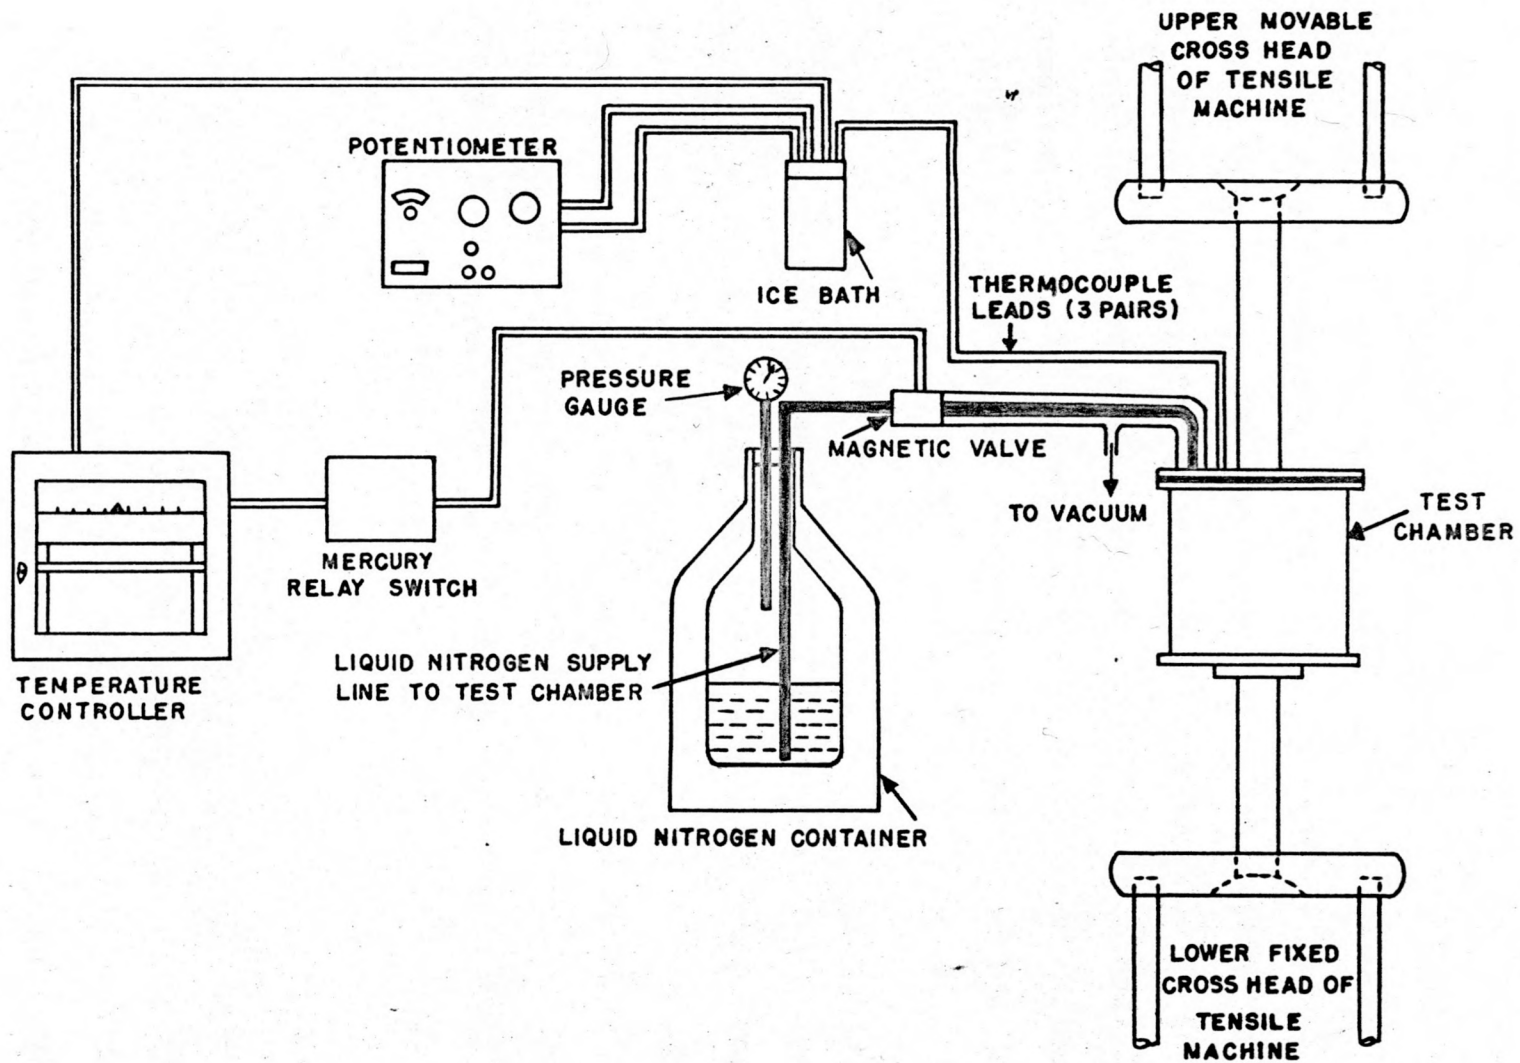 UPPER MOVABLE
CROSS HEAD
OF TENSILE
MACHINE
POTENTIOMETER
ICE BATH
THERMOCOUPLE
LEADS (3 PAIRS)
PRESSURE
GAUGE
MAGNETIC VALVE
TO VACUUM
TEST
CHAMBER
MERCURY
RELAY SWITCH
LIQUID NITROGEN SUPPLY
LINE TO TEST CHAMBER
TEMPERATURE
CONTROLLER
LIQUID NITROGEN CONTAINER
LOWER FIXED
CROSS HEAD OF
TENSILE
MACHINE